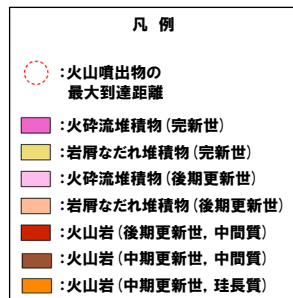 凡 例
:火山噴出物の
最大到達距離
:火砕流堆積物(完新世)
:岩屑なだれ堆積物(完新世)
:火砕流堆積物(後期更新世)
:岩屑なだれ堆積物(後期更新世)
:火山岩(後期更新世, 中間質)
:火山岩(中期更新世, 中間質)
:火山岩(中期更新世, 珪長質)